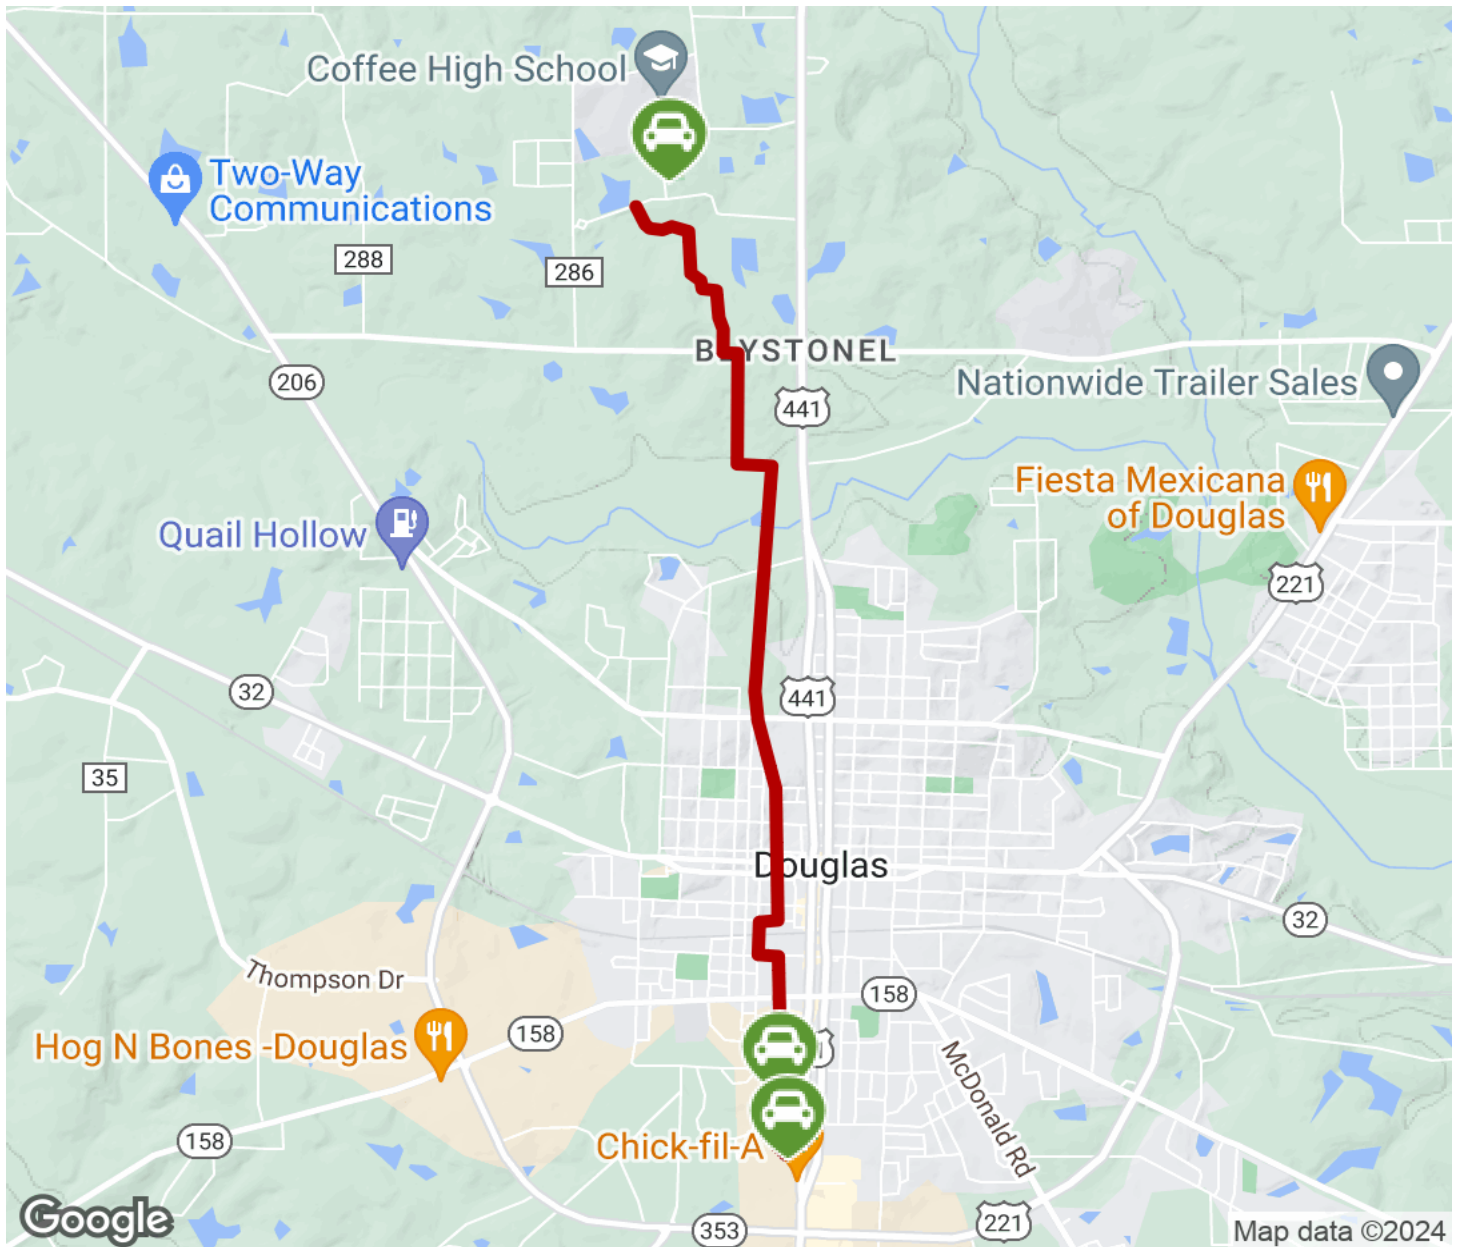 Coffee High School
Two-Way
Communications
288
286
B YSTONEL
206
441
Nationwide Trailer Sales
Fiesta Mexicana
of Douglas
Quail Hollow
221
32
441
35
Douglas
32
Thompson Dr
158
158
Hog N Bones -Douglas
McDonald Rd
158
Chick-fil-A
221
353
Google
Map data ©2024